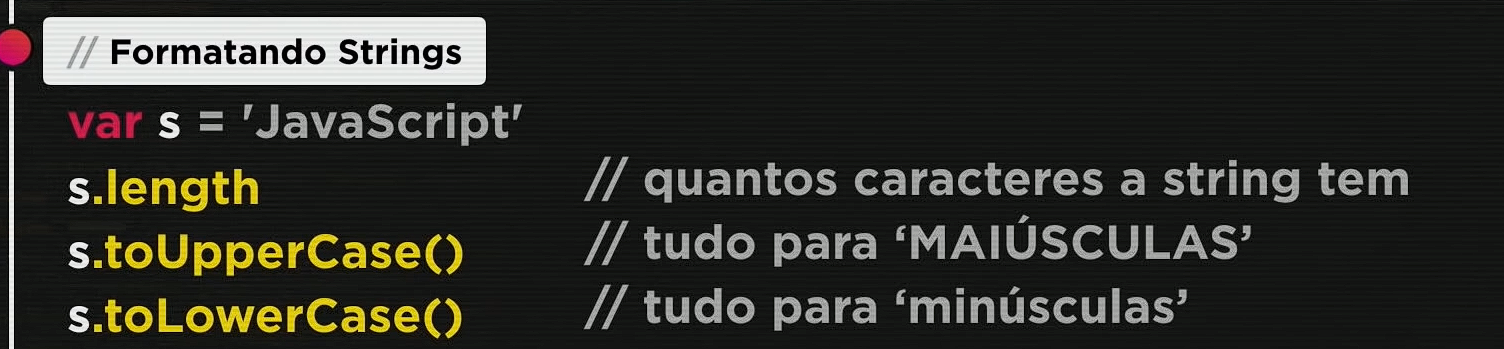 // Formatando Strings
var s = 'JavaScript'
s.length // quantos caracteres a string tem
s.toUpperCase() // tudo para ‘MAIÚSCULAS’
s.toLowerCase() // tudo para ‘minúsculas’